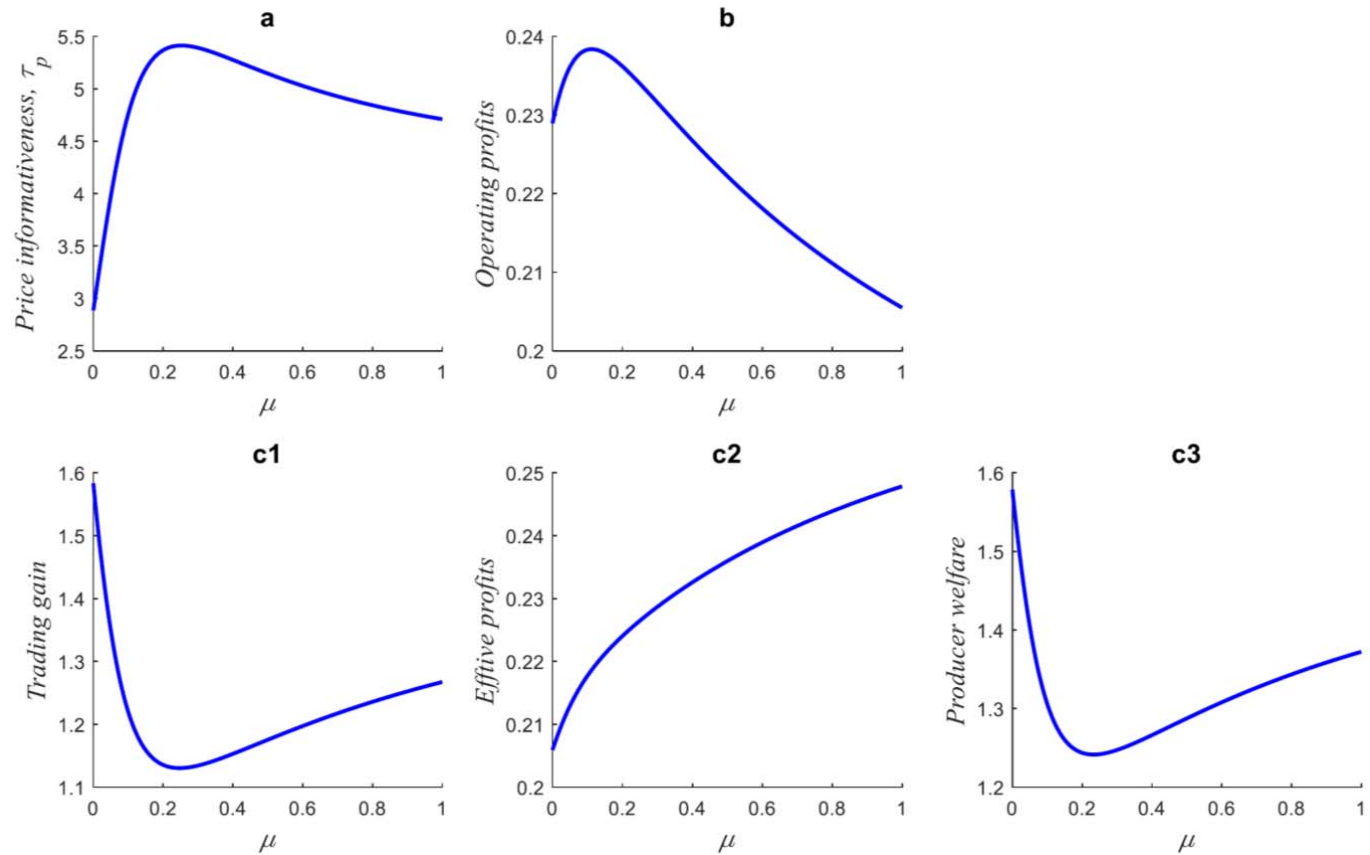 a
Price informativeness, τp
5.5
5
4.5
4
3.5
3
2.5
0 0.2 0.4 0.6 0.8 1
μ
b
Operating profits
0.24
0.23
0.22
0.21
0.2
0 0.2 0.4 0.6 0.8 1
μ
c1
Trading gain
1.6
1.5
1.4
1.3
1.2
1.1
0 0.2 0.4 0.6 0.8 1
μ
c2
Efftive profits
0.25
0.24
0.23
0.22
0.21
0.2
0 0.2 0.4 0.6 0.8 1
μ
c3
Producer welfare
1.6
1.5
1.4
1.3
1.2
0 0.2 0.4 0.6 0.8 1
μ